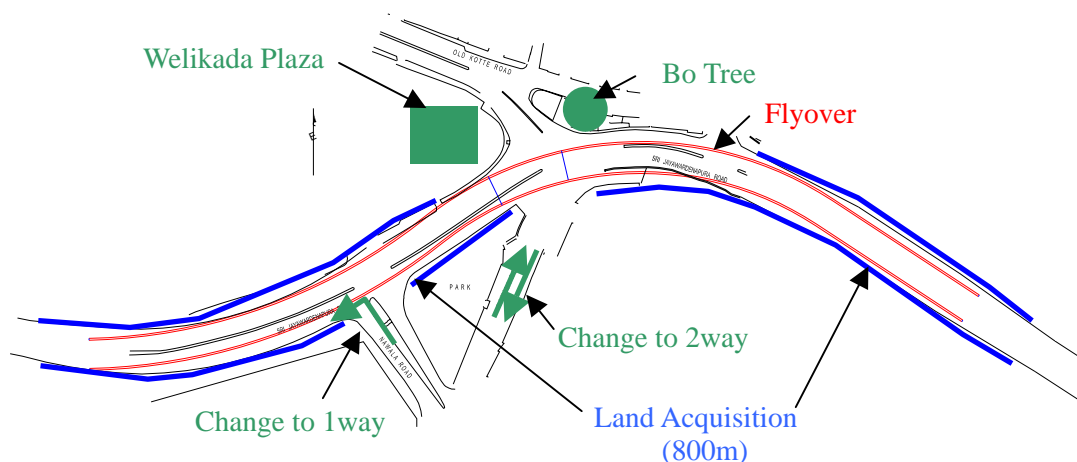 OLD KOTTE ROAD
Welikada Plaza
Bo Tree
Flyover
SRI JAYAWARDENAPURA ROAD
PARK
SRI JAYAWARDENAPURA
NAWALA ROAD
Change to 2way
Change to 1way
Land Acquisition
(800m)